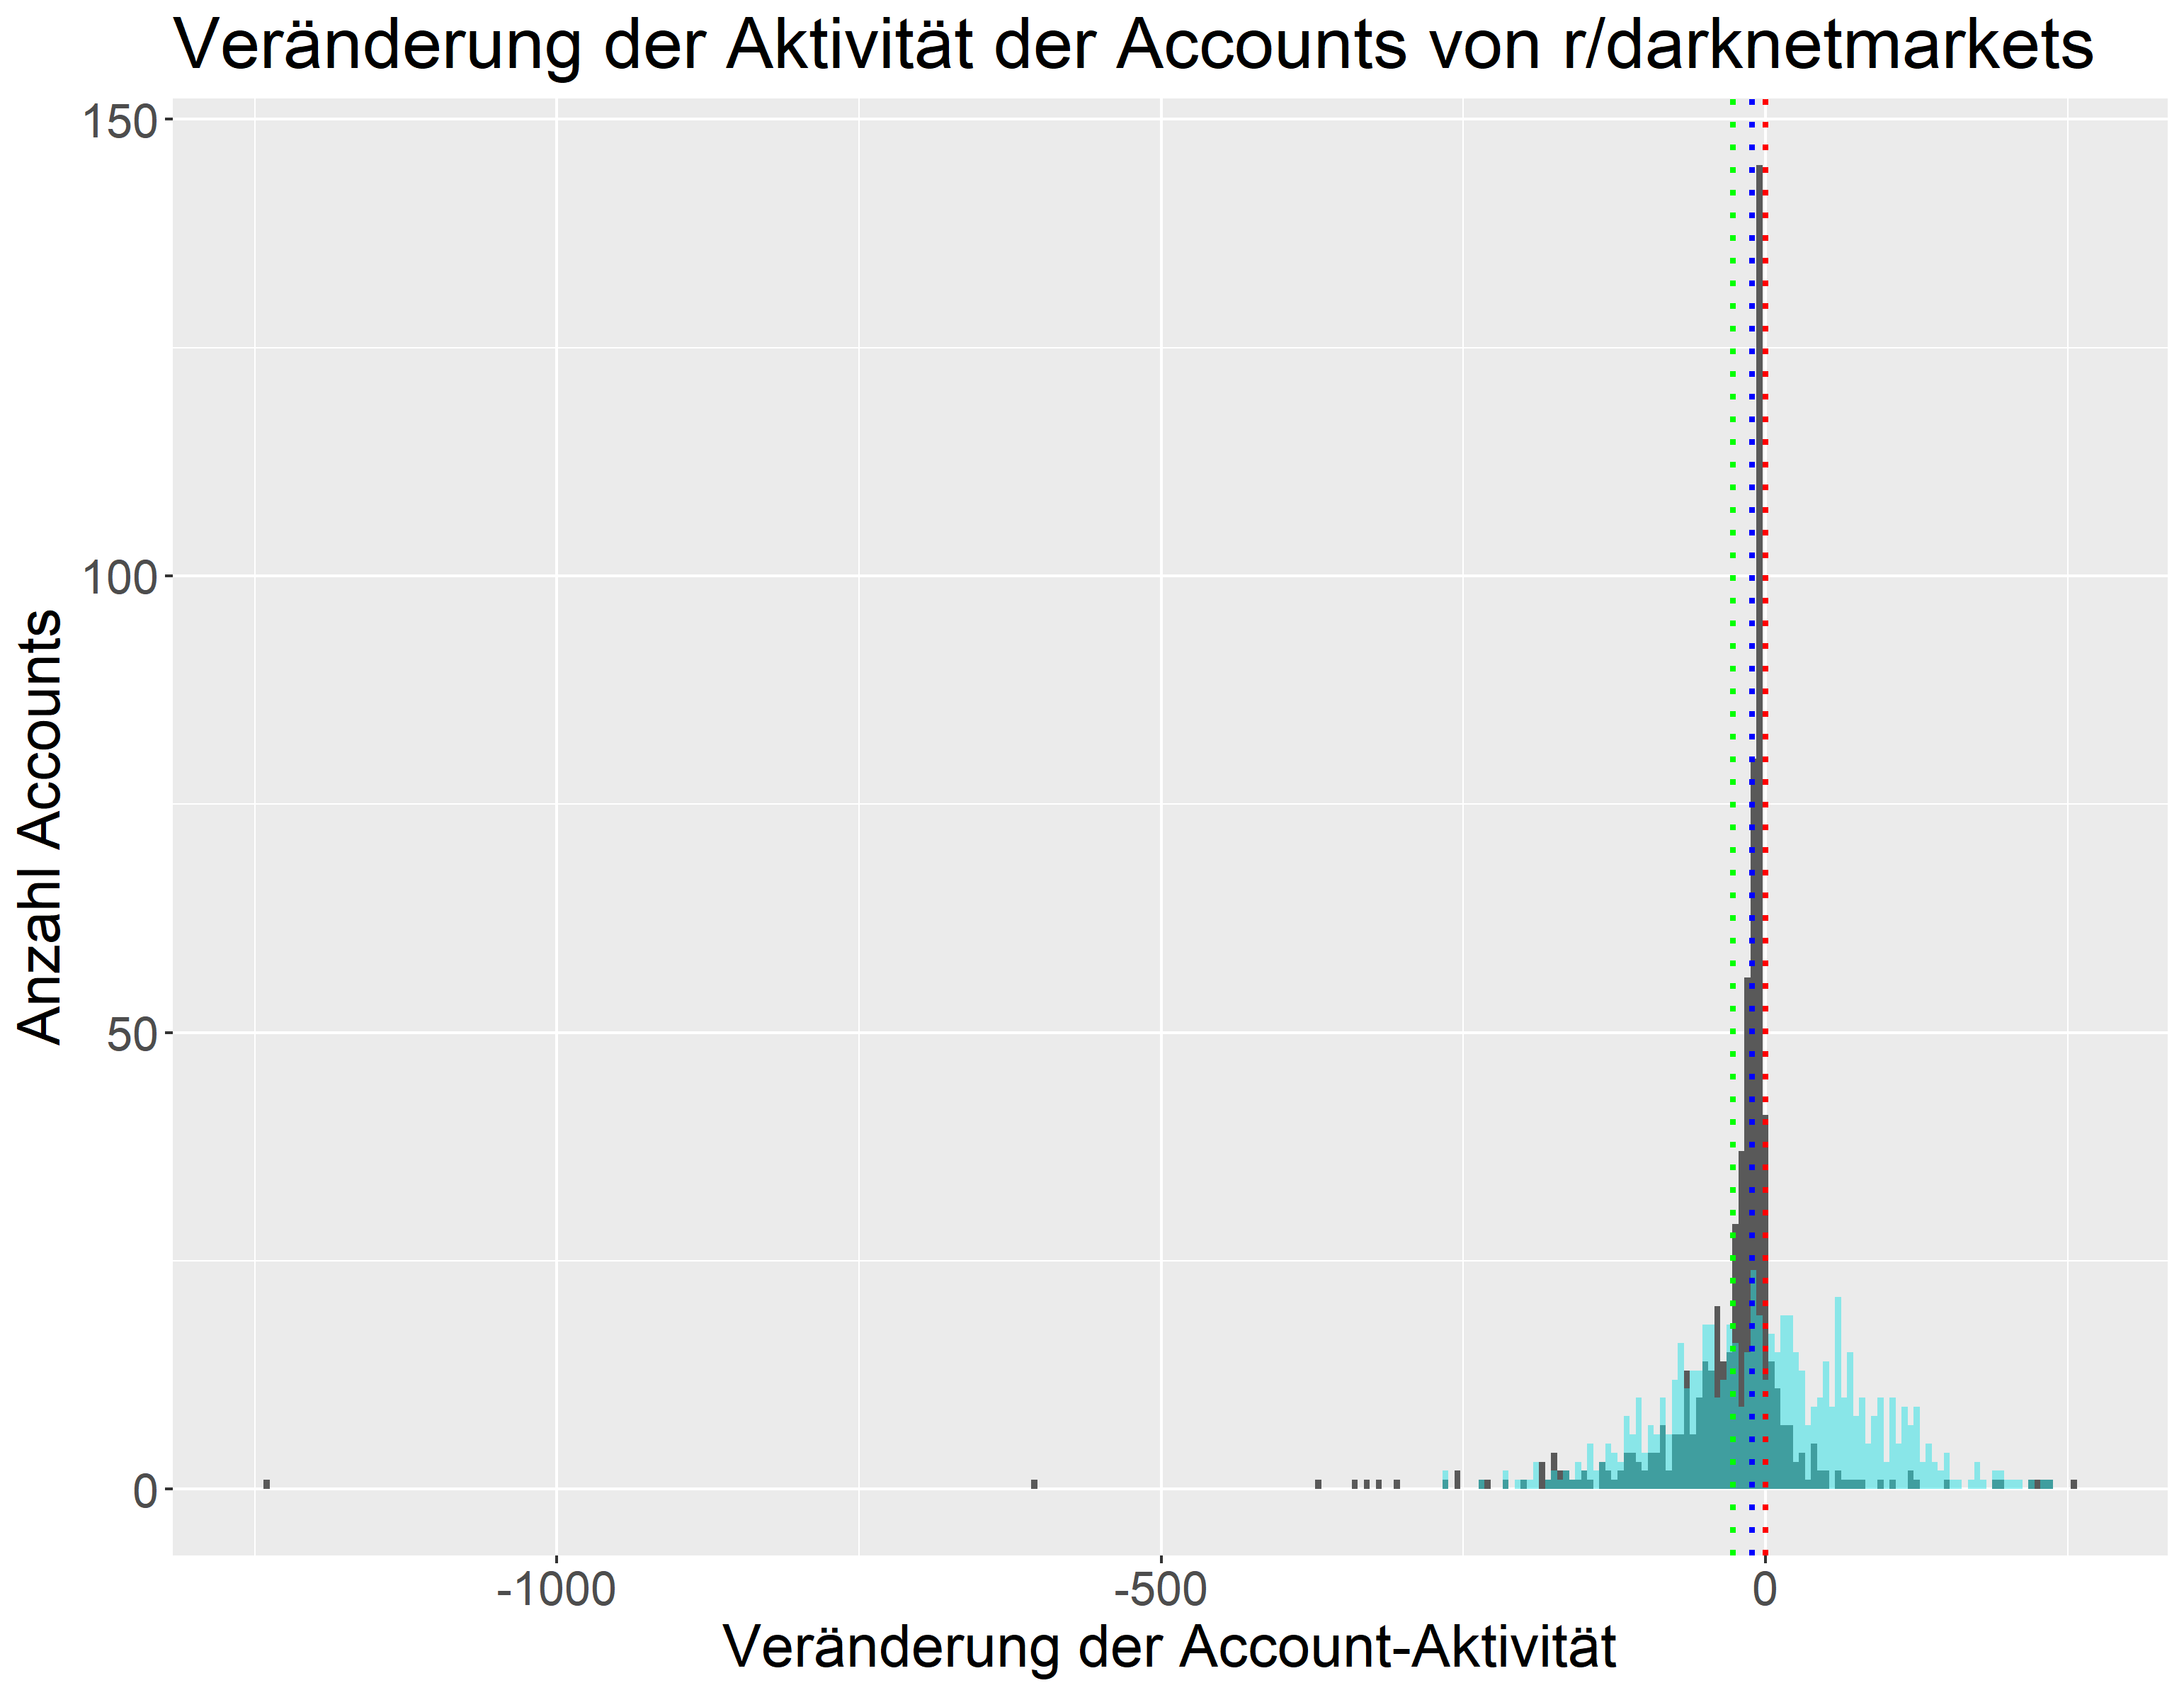 Veränderung der Aktivität der Accounts von r/darknetmarkets
150
100
50
0
Anzahl Accounts
-1000
-500
0
Veränderung der Account-Aktivität